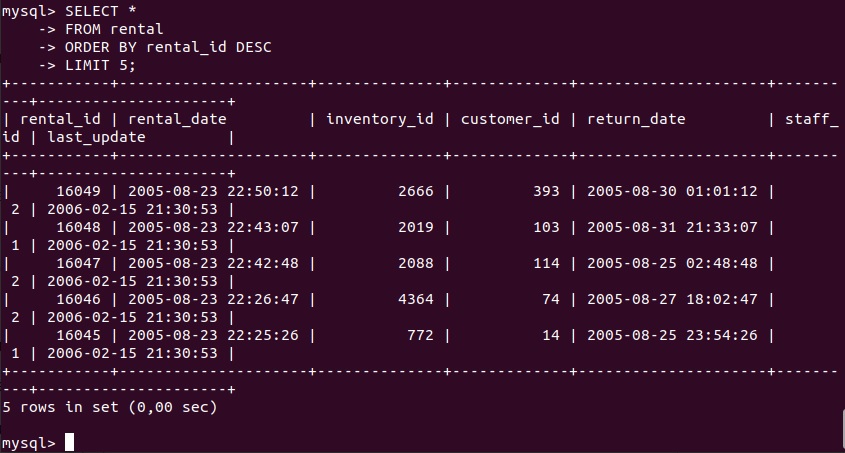 mysql> SELECT *
    -> FROM rental
    -> ORDER BY rental_id DESC
    -> LIMIT 5;
+-----------+---------------------+--------------+-------------+---------------------+-------
---+---------------------+
| rental_id | rental_date         | inventory_id | customer_id | return_date         | staff_
id | last_update         |
+-----------+---------------------+--------------+-------------+---------------------+-------
---+---------------------+
|     16049 | 2005-08-23 22:50:12 |         2666 |         393 | 2005-08-30 01:01:12 |
 2 | 2006-02-15 21:30:53 |
|     16048 | 2005-08-23 22:43:07 |         2019 |         103 | 2005-08-31 21:33:07 |
 1 | 2006-02-15 21:30:53 |
|     16047 | 2005-08-23 22:42:48 |         2088 |         114 | 2005-08-25 02:48:48 |
 2 | 2006-02-15 21:30:53 |
|     16046 | 2005-08-23 22:26:47 |         4364 |          74 | 2005-08-27 18:02:47 |
 2 | 2006-02-15 21:30:53 |
|     16045 | 2005-08-23 22:25:26 |          772 |          14 | 2005-08-25 23:54:26 |
 1 | 2006-02-15 21:30:53 |
+-----------+---------------------+--------------+-------------+---------------------+-------
---+---------------------+
5 rows in set (0,00 sec)

mysql>